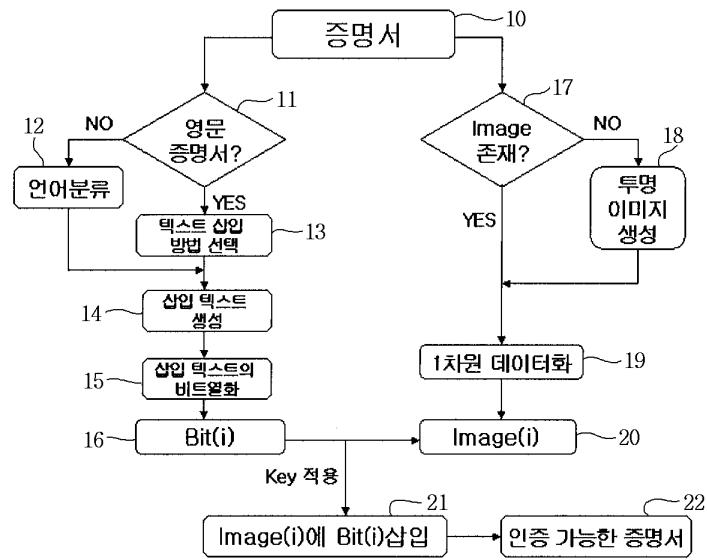 증명서
10
영문
증명서?
11
NO
12
언어분류
YES
텍스트 삽입
방법 선택
13
삽입 텍스트
생성
14
삽입 텍스트의
비트열화
15
Bit(i)
16
Image
존재?
17
NO
18
투명
이미지
생성
YES
1차원 데이터화
19
Image(i)
20
Key 적용
Image(i)에 Bit(i)삽입
21
인증 가능한 증명서
22